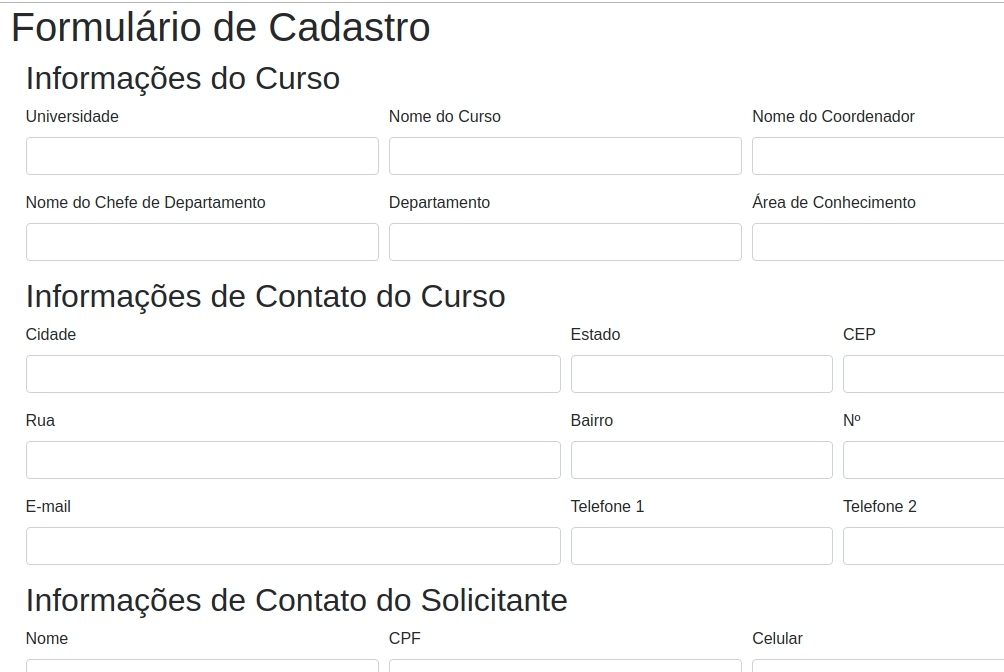 Formulário de Cadastro
Informações do Curso
Universidade Nome do Curso Nome do Coordenador
Nome do Chefe de Departamento Departamento Área de Conhecimento
Informações de Contato do Curso
Cidade Estado CEP
Rua Bairro Nº
E-mail Telefone 1 Telefone 2
Informações de Contato do Solicitante
Nome CPF Celular